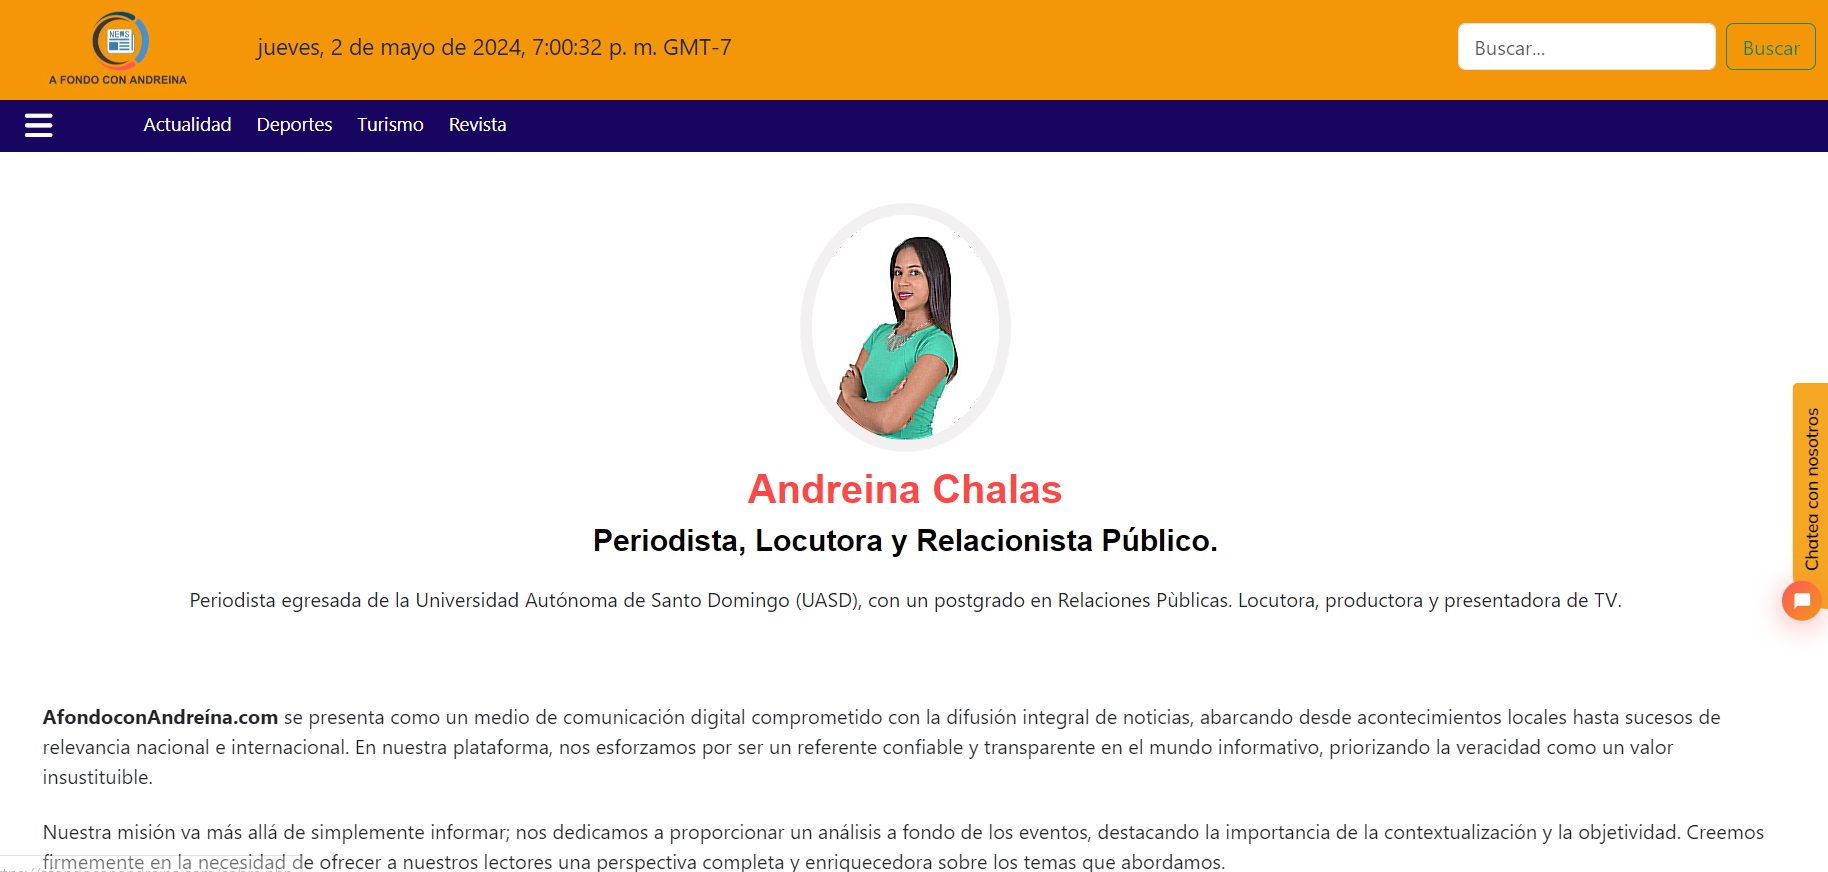 NEWS
A FONDO CON ANDREINA
jueves, 2 de mayo de 2024, 7:00:32 p. m. GMT-7
Buscar...
Buscar
Actualidad
Deportes
Turismo
Revista
Andreina Chalas
Periodista, Locutora y Relacionista Público.
Periodista egresada de la Universidad Autónoma de Santo Domingo (UASD), con un postgrado en Relaciones Pùblicas. Locutora, productora y presentadora de TV.
Chatea con nosotros
AfondoconAndreína.com se presenta como un medio de comunicación digital comprometido con la difusión integral de noticias, abarcando desde acontecimientos locales hasta sucesos de
relevancia nacional e internacional. En nuestra plataforma, nos esforzamos por ser un referente confiable y transparente en el mundo informativo, priorizando la veracidad como un valor
insustituible.
Nuestra misión va más allá de simplemente informar; nos dedicamos a proporcionar un análisis a fondo de los eventos, destacando la importancia de la contextualización y la objetividad. Creemos
firmemente en la necesidad de ofrecer a nuestros lectores una perspectiva completa y enriquecedora sobre los temas que abordamos.